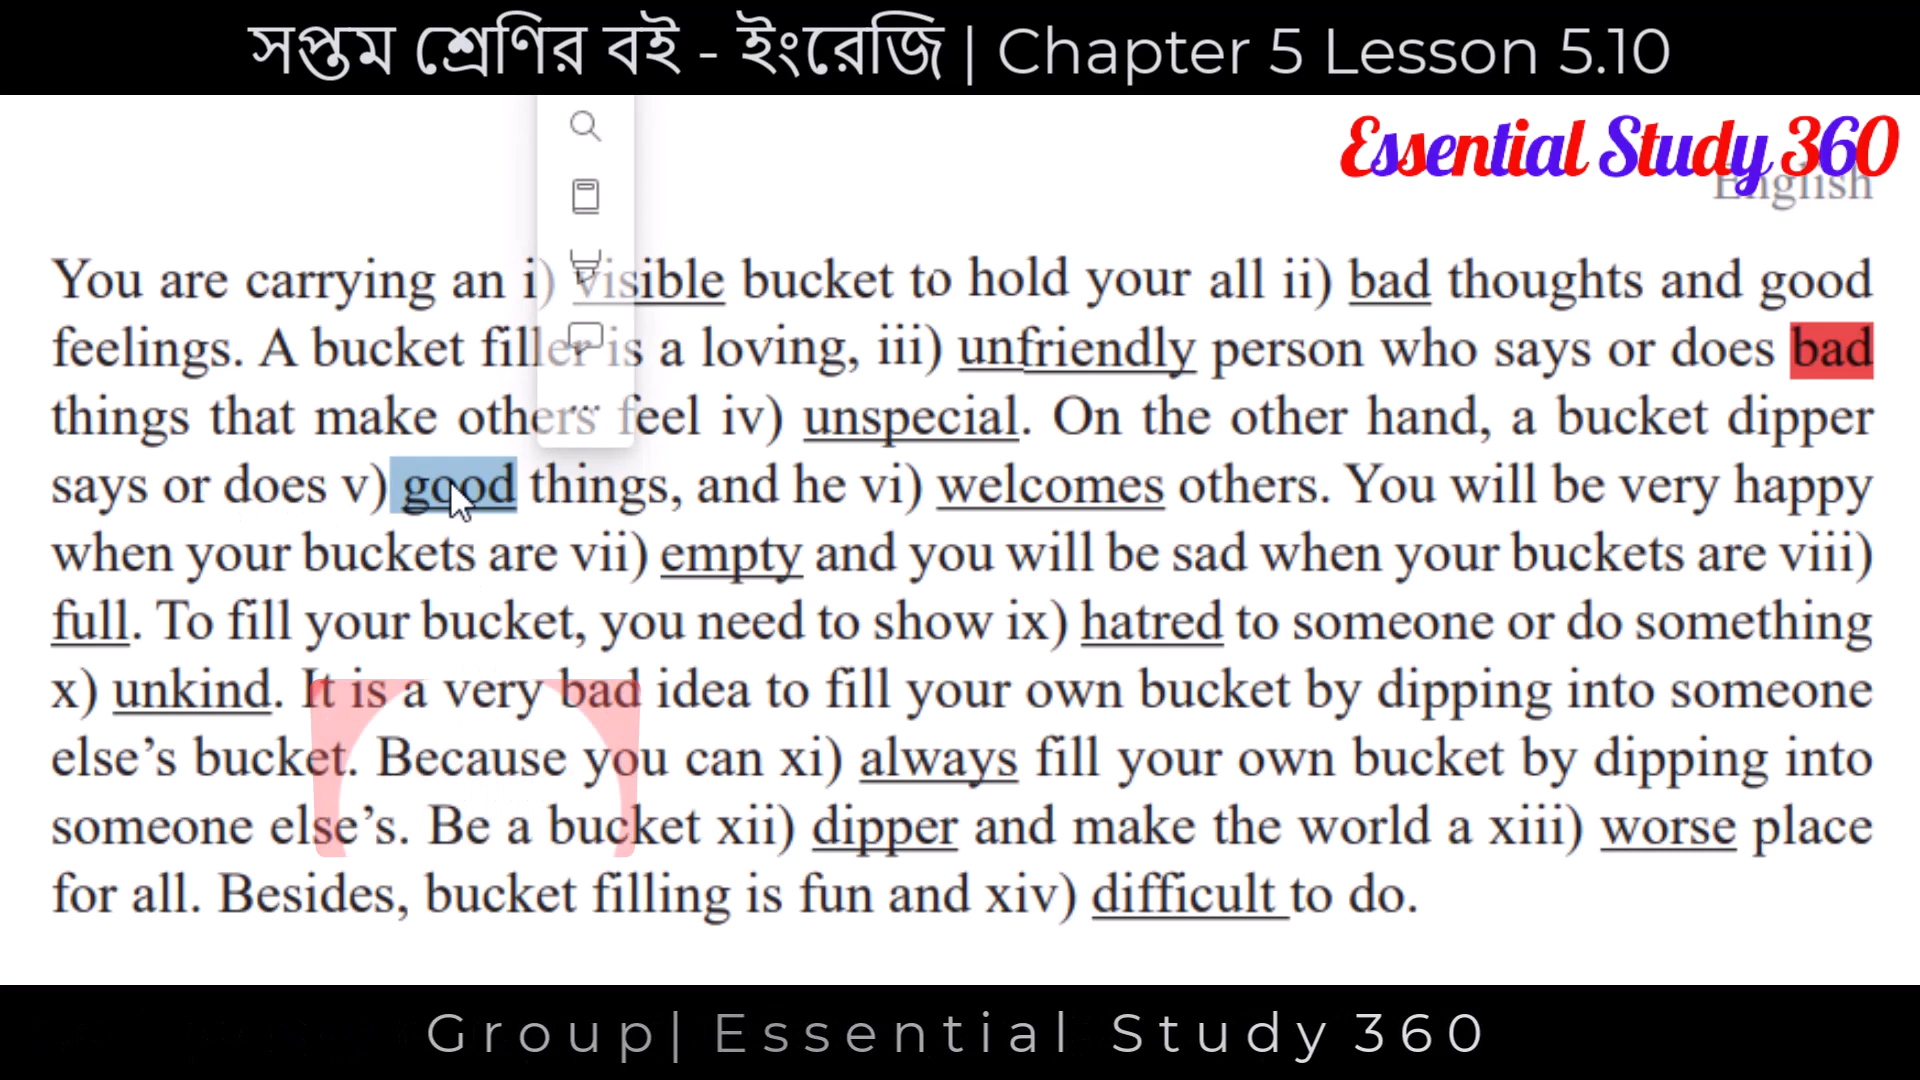 সপ্তম শ্রেণির বই - ইংরেজি | Chapter 5 Lesson 5.10
Essential Study 360
English
You are carrying an i) visible bucket to hold your all ii) bad thoughts and good
feelings. A bucket filler is a loving, iii) unfriendly person who says or does bad
things that make others feel iv) unspecial. On the other hand, a bucket dipper
says or does v) good things, and he vi) welcomes others. You will be very happy
when your buckets are vii) empty and you will be sad when your buckets are viii)
full. To fill your bucket, you need to show ix) hatred to someone or do something
x) unkind. It is a very bad idea to fill your own bucket by dipping into someone
else’s bucket. Because you can xi) always fill your own bucket by dipping into
someone else’s. Be a bucket xii) dipper and make the world a xiii) worse place
for all. Besides, bucket filling is fun and xiv) difficult to do.
Group| Essential Study 360